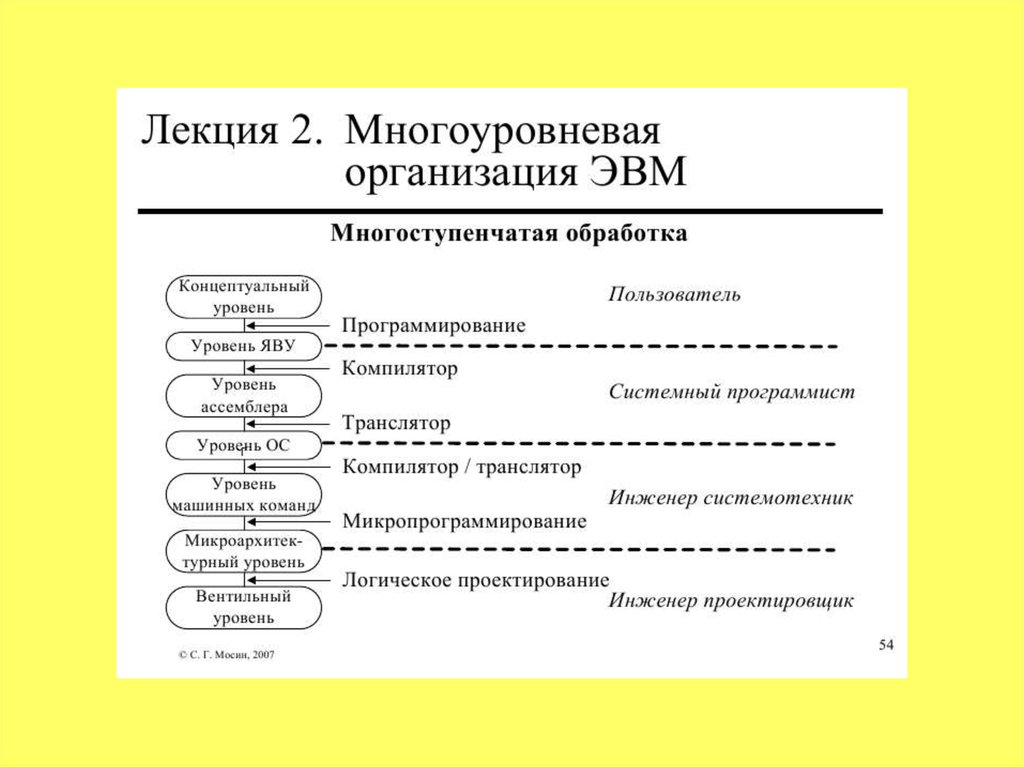 Лекция 2. Многоуровневая
организация ЭВМ
Многоступенчатая обработка
Концептуальный
уровень
Пользователь
Программирование
Уровень ЯВУ
Компилятор
Уровень
ассемблера
Системный программист
Транслятор
Уровень ОС
Компилятор / транслятор
Уровень
машинных команд
Инженер системотехник
Микропрограммирование
Микроархитек-
турный уровень
Логическое проектирование
Вентильный
уровень
Инженер проектировщик
© С. Г. Мосин, 2007
54